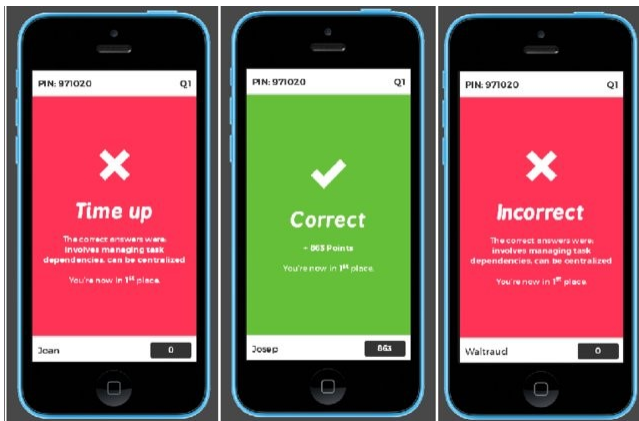 PIN: 971020 Q1
Time up
The correct answers were:
involves managing task
dependencies, can be centralized
You're now in 1st place.
Joan 0
PIN: 971020 Q1
Correct
+ 863 Points
You're now in 1st place.
Josep 863
PIN: 971020 Q1
Incorrect
The correct answers were:
involves managing task
dependencies, can be centralized
You're now in 1st place.
Waltraud 0